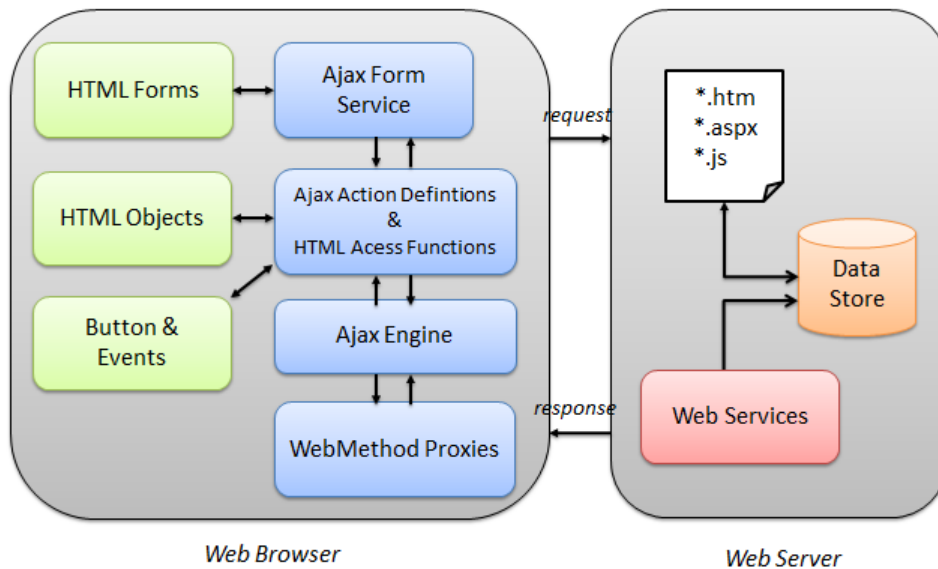 HTML Forms
Ajax Form
Service
request
*.htm
*.aspx
*.js
HTML Objects
Ajax Action Defintions
&
HTML Acess Functions
Data
Store
Button &
Events
Ajax Engine
response
Web Services
WebMethod Proxies
Web Browser
Web Server